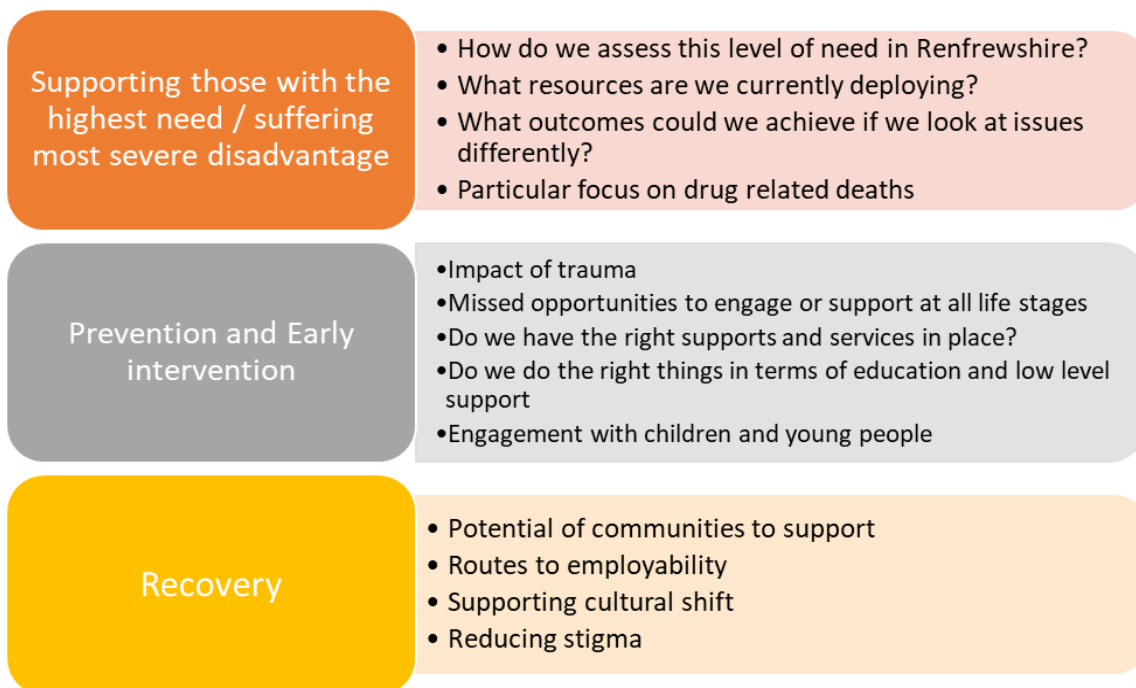 Supporting those with the
highest need / suffering
most severe disadvantage
• How do we assess this level of need in Renfrewshire?
• What resources are we currently deploying?
• What outcomes could we achieve if we look at issues
differently?
• Particular focus on drug related deaths
Prevention and Early
intervention
•Impact of trauma
•Missed opportunities to engage or support at all life stages
•Do we have the right supports and services in place?
•Do we do the right things in terms of education and low level
support
•Engagement with children and young people
Recovery
• Potential of communities to support
• Routes to employability
• Supporting cultural shift
• Reducing stigma